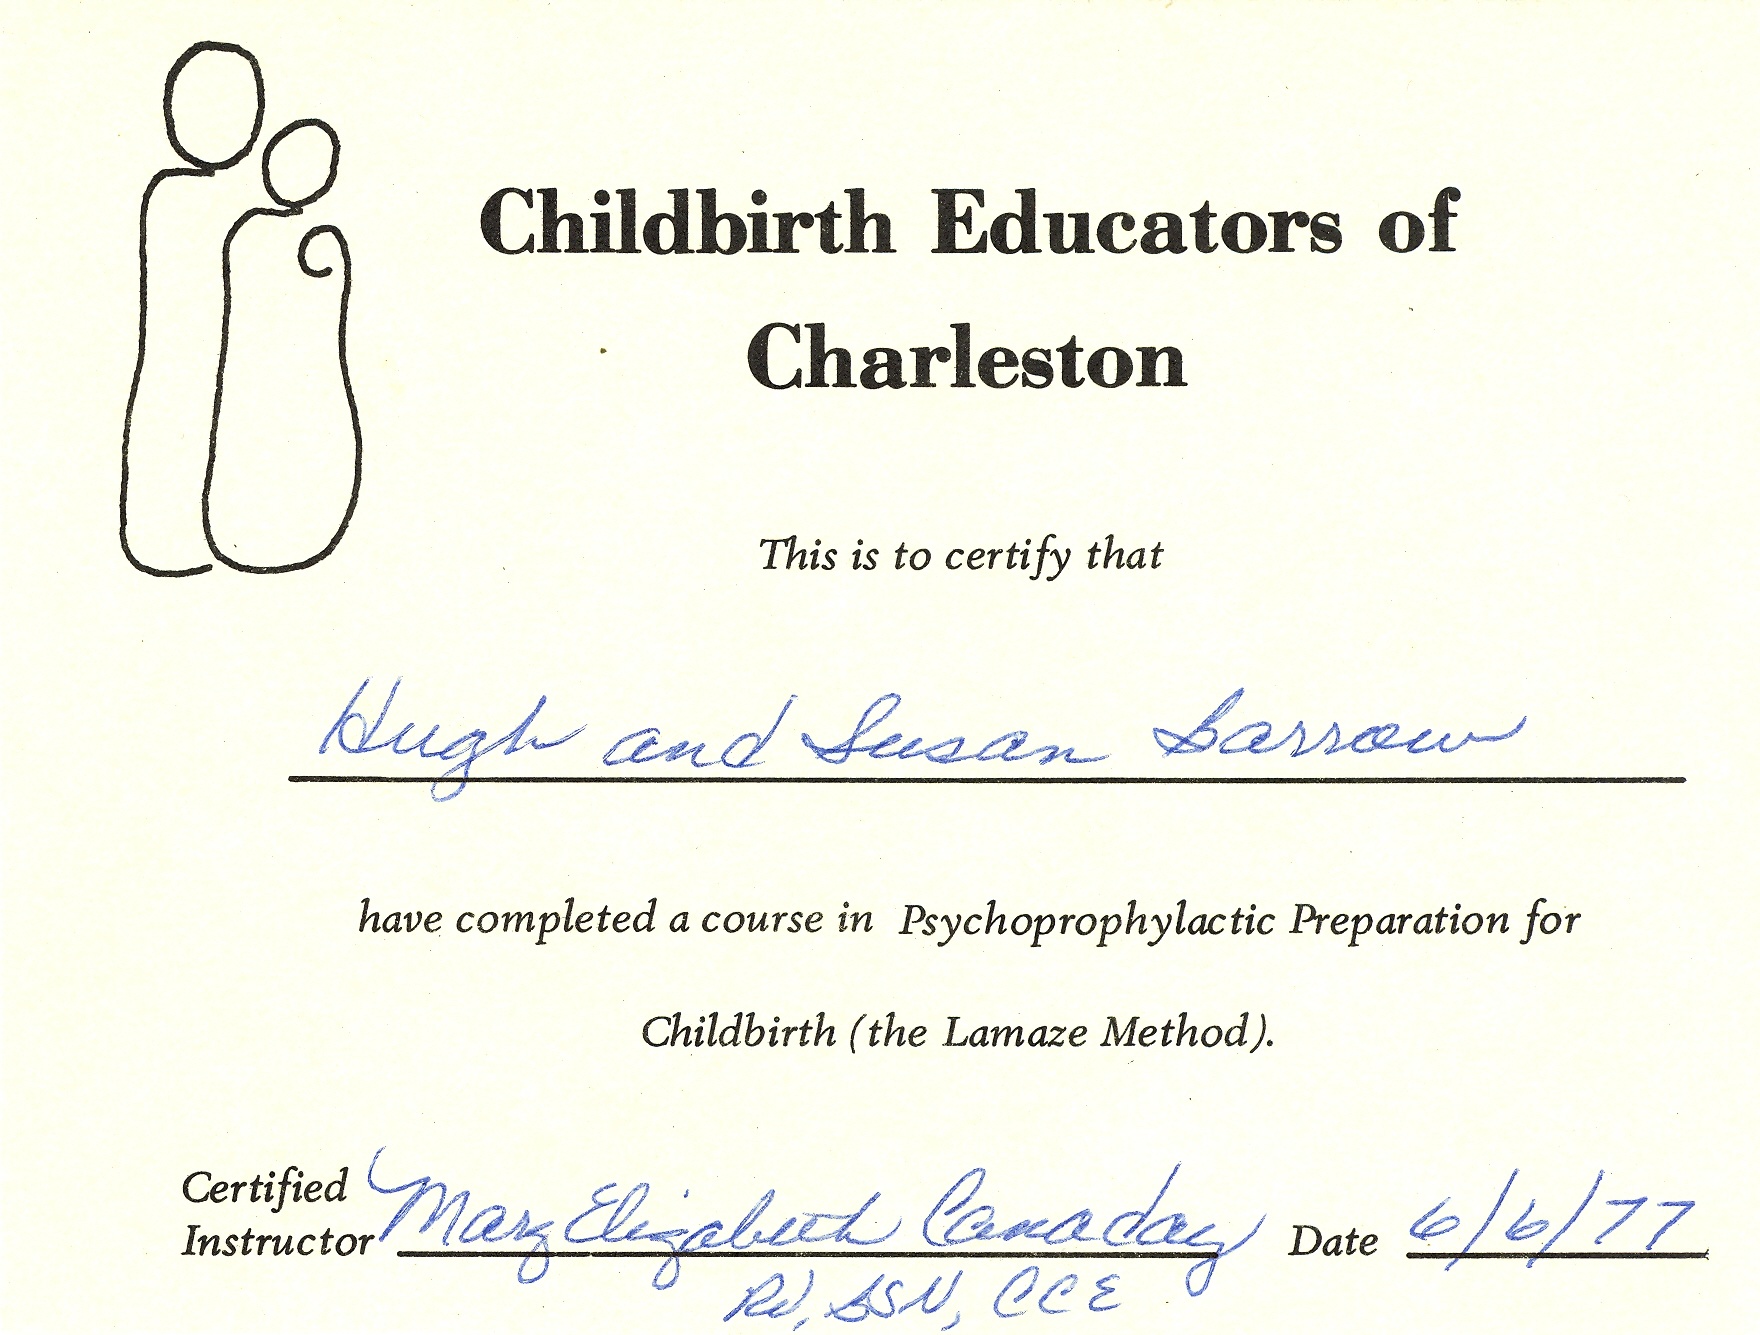 Childbirth Educators of
Charleston
This is to certify that
Hugh and Susan Barrow
have completed a course in Psychoprophylactic Preparation for
Childbirth (the Lamaze Method).
Certified
Instructor Mary Elizabeth Canaday Date 6/6/77
RN, BSN, CCE